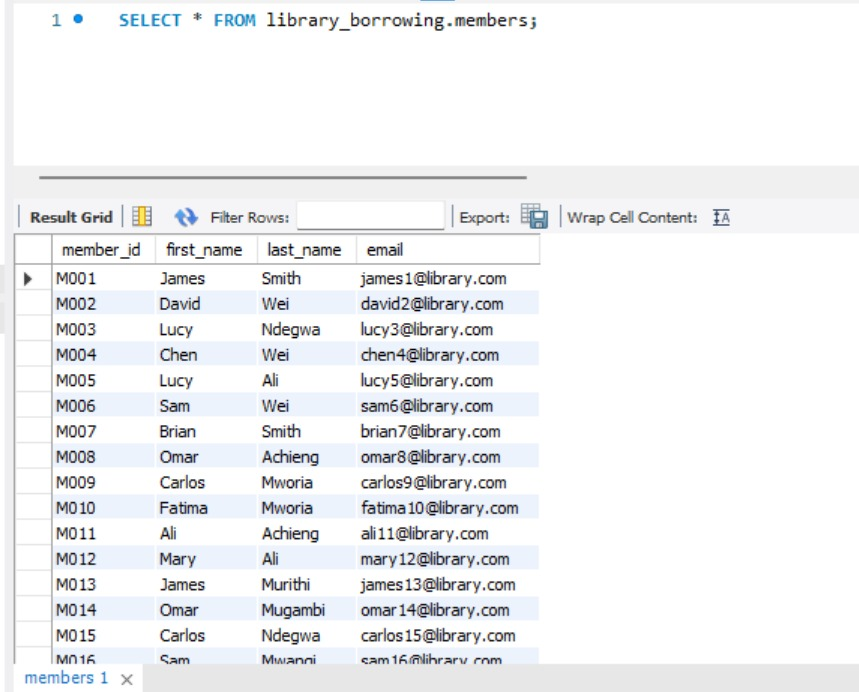 1 SELECT * FROM library_borrowing.members;
Result Grid Filter Rows: Export: Wrap Cell Content: IA
member_id first_name last_name email
M001 James Smith james1@library.com
M002 David Wei david2@library.com
M003 Lucy Ndegwa lucy3@library.com
M004 Chen Wei chen4@library.com
M005 Lucy Ali lucy5@library.com
M006 Sam Wei sam6@library.com
M007 Brian Smith brian7@library.com
M008 Omar Achieng omar8@library.com
M009 Carlos Mworia carlos9@library.com
M010 Fatima Mworia fatima10@library.com
M011 Ali Achieng ali11@library.com
M012 Mary Ali mary12@library.com
M013 James Murithi james13@library.com
M014 Omar Mugambi omar14@library.com
M015 Carlos Ndegwa carlos15@library.com
M016 Sam Mwangi sam16@library.com
members 1